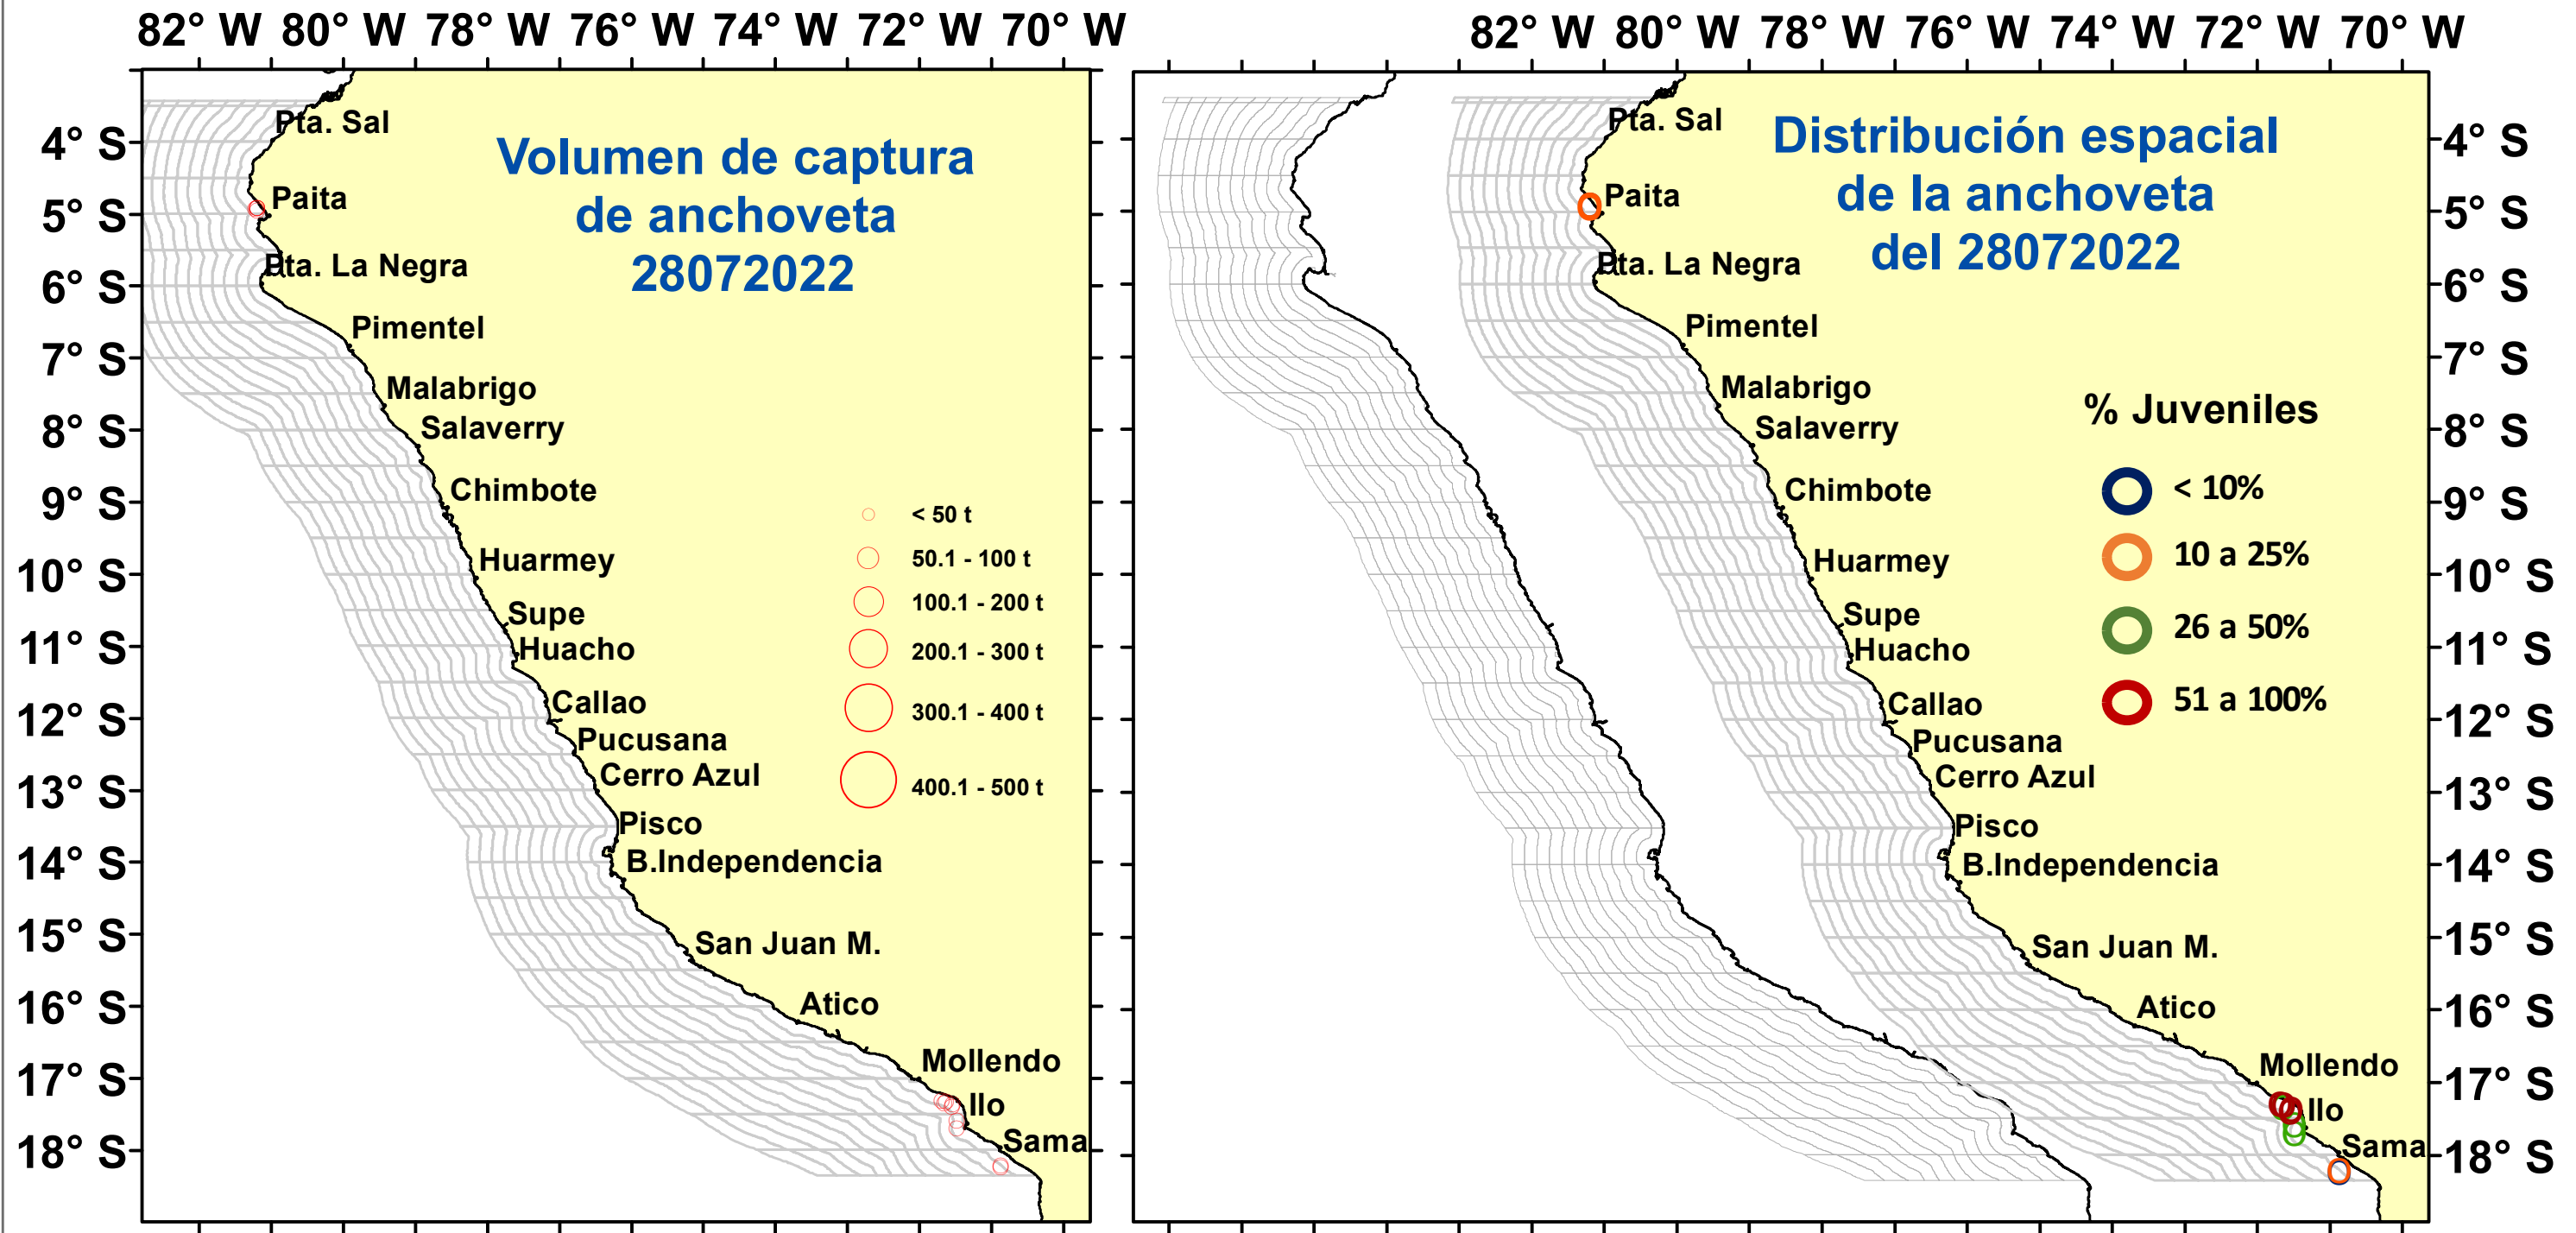 82° W 80° W 78° W 76° W 74° W 72° W 70° W
4° S
5° S
6° S
7° S
8° S
9° S
10° S
11° S
12° S
13° S
14° S
15° S
16° S
17° S
18° S
Volumen de captura
de anchoveta
28072022
Pta. Sal
Paita
Pta. La Negra
Pimentel
Malabrigo
Salaverry
Chimbote
Huarmey
Supe
Huacho
Callao
Pucusana
Cerro Azul
Pisco
B.Independencia
San Juan M.
Atico
Mollendo
Ilo
Sama
< 50 t
50.1 - 100 t
100.1 - 200 t
200.1 - 300 t
300.1 - 400 t
400.1 - 500 t
82° W 80° W 78° W 76° W 74° W 72° W 70° W
Distribución espacial
de la anchoveta
del 28072022
Pta. Sal
Paita
Pta. La Negra
Pimentel
Malabrigo
Salaverry
Chimbote
Huarmey
Supe
Huacho
Callao
Pucusana
Cerro Azul
Pisco
B.Independencia
San Juan M.
Atico
Mollendo
Ilo
Sama
% Juveniles
< 10%
10 a 25%
26 a 50%
51 a 100%
4° S
5° S
6° S
7° S
8° S
9° S
10° S
11° S
12° S
13° S
14° S
15° S
16° S
17° S
18° S